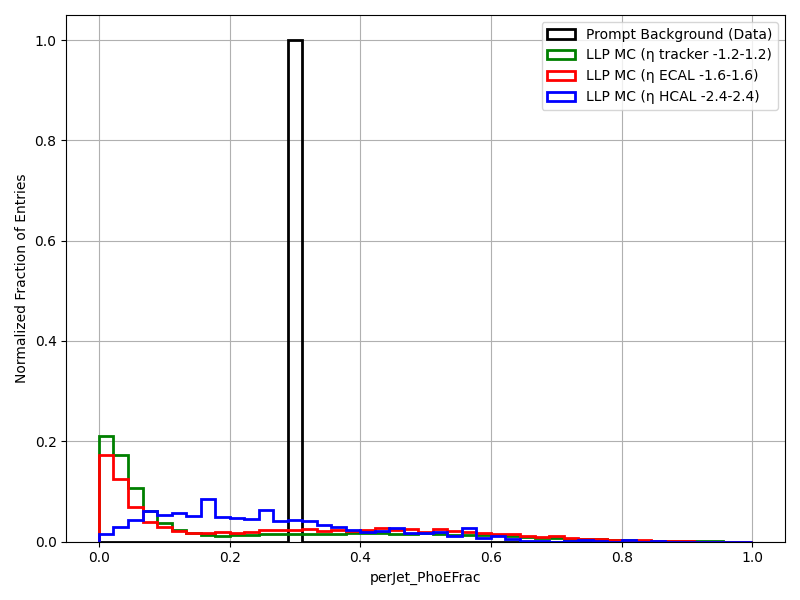 Prompt Background (Data)
LLP MC (η tracker -1.2-1.2)
LLP MC (η ECAL -1.6-1.6)
LLP MC (η HCAL -2.4-2.4)
Normalized Fraction of Entries
1.0
0.8
0.6
0.4
0.2
0.0
0.0 0.2 0.4 0.6 0.8 1.0
perJet_PhoEFrac